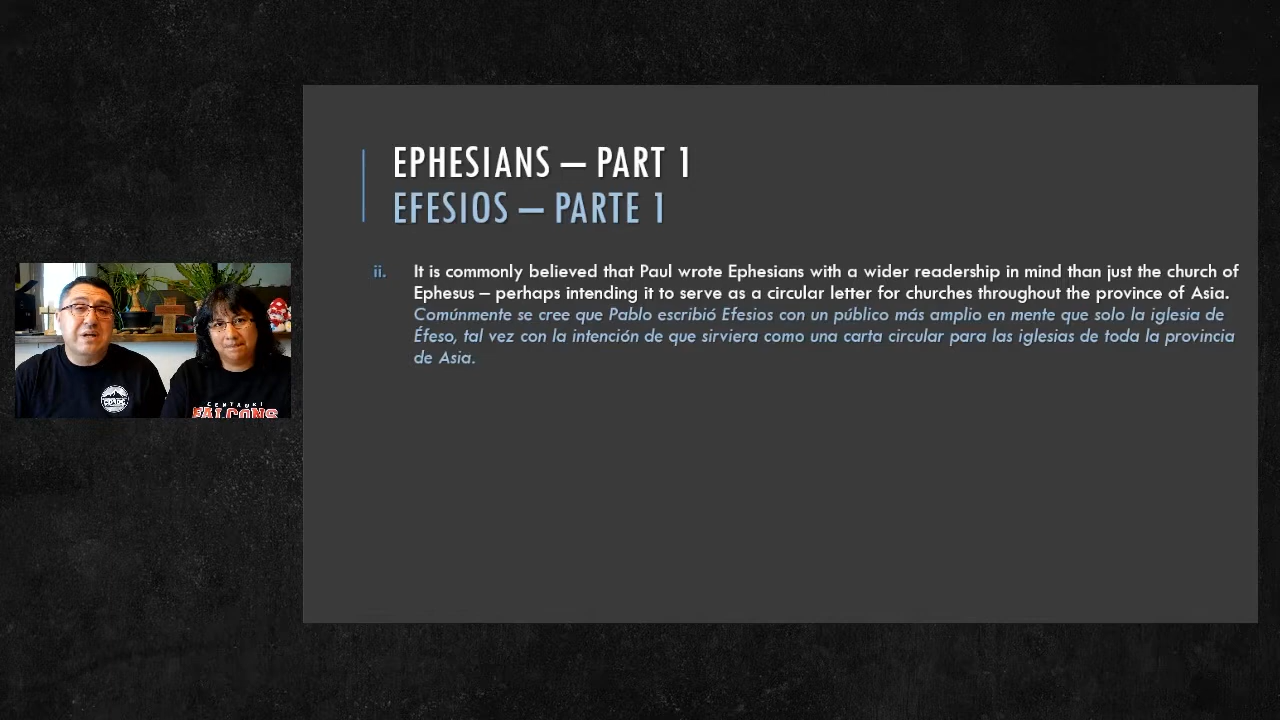 EPHESIANS – PART 1
EFESIOS – PARTE 1
ii. It is commonly believed that Paul wrote Ephesians with a wider readership in mind than just the church of
Ephesus – perhaps intending it to serve as a circular letter for churches throughout the province of Asia.
Comúnmente se cree que Pablo escribió Efesios con un público más amplio en mente que solo la iglesia de
Éfeso, tal vez con la intención de que sirviera como una carta circular para las iglesias de toda la provincia
de Asia.
CENTAURI
FALCONS